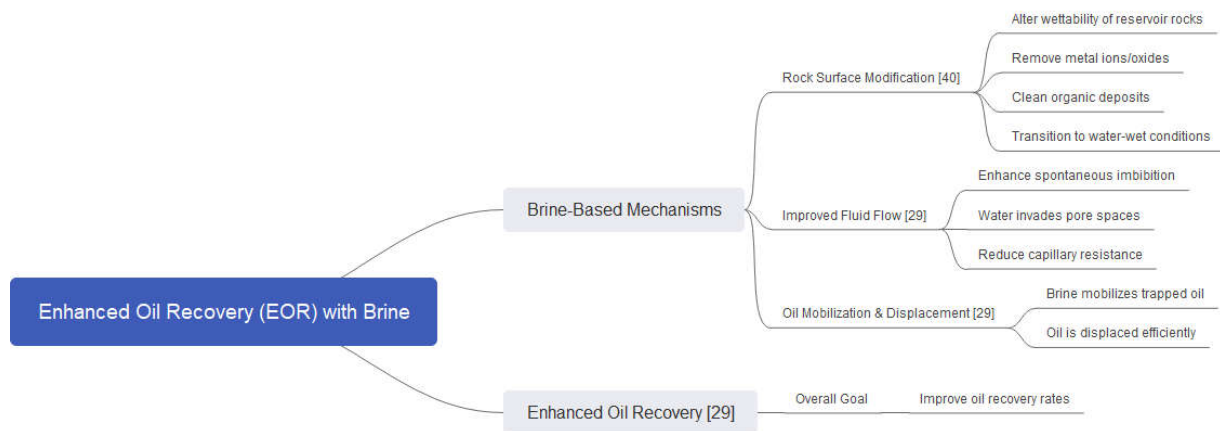 Enhanced Oil Recovery (EOR) with Brine
Brine-Based Mechanisms
Rock Surface Modification [40]
Alter wettability of reservoir rocks
Remove metal ions/oxides
Clean organic deposits
Transition to water-wet conditions
Improved Fluid Flow [29]
Enhance spontaneous imbibition
Water invades pore spaces
Reduce capillary resistance
Oil Mobilization & Displacement [29]
Brine mobilizes trapped oil
Oil is displaced efficiently
Enhanced Oil Recovery [29]
Overall Goal
Improve oil recovery rates